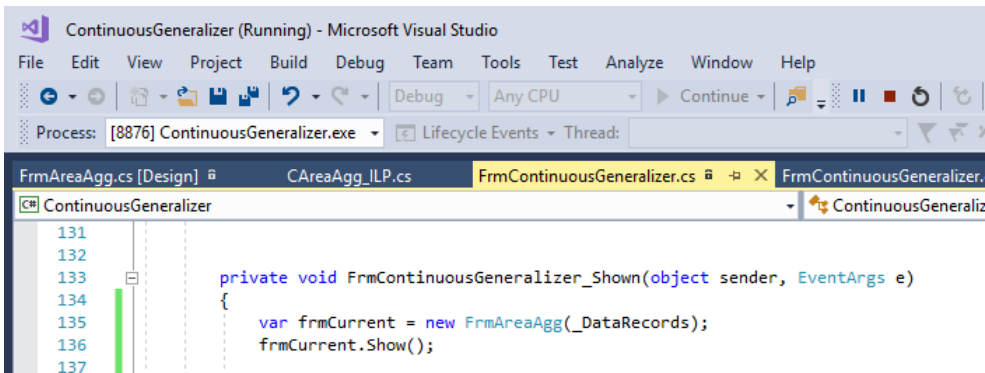 ContinuousGeneralizer (Running) - Microsoft Visual Studio
File Edit View Project Build Debug Team Tools Test Analyze Window Help
Debug Any CPU Continue
Process: [8876] ContinuousGeneralizer.exe Lifecycle Events Thread:
FrmAreaAgg.cs [Design] CAreaAgg_ILP.cs FrmContinuousGeneralizer.cs FrmContinuousGeneralizer.
C# ContinuousGeneralizer ContinuousGeneraliz
131
132
133 private void FrmContinuousGeneralizer_Shown(object sender, EventArgs e)
134 {
135 var frmCurrent = new FrmAreaAgg(_DataRecords);
136 frmCurrent.Show();
137